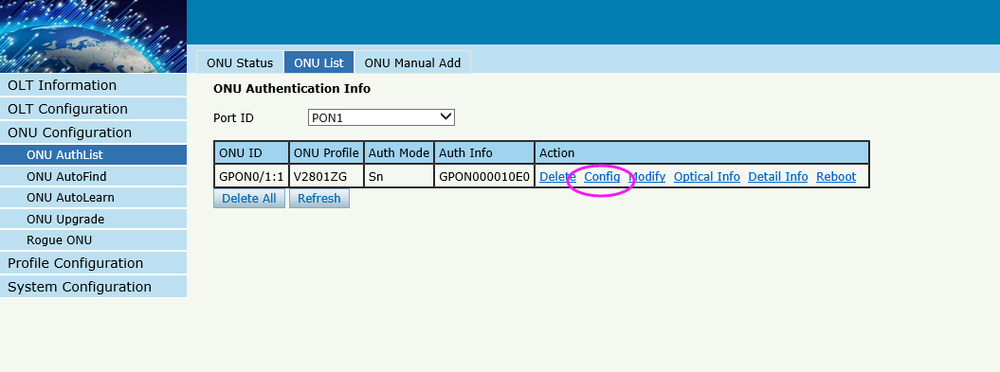 ONU Status ONU List ONU Manual Add
OLT Information
OLT Configuration
ONU Configuration
ONU AuthList
ONU AutoFind
ONU AutoLearn
ONU Upgrade
Rogue ONU
Profile Configuration
System Configuration
ONU Authentication Info
Port ID PON1
ONU ID ONU Profile Auth Mode Auth Info Action
GPON0/1:1 V2801ZG Sn GPON000010E0 Delete Config Modify Optical Info Detail Info Reboot
Delete All Refresh